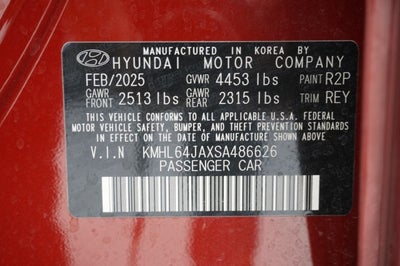 MANUFACTURED IN KOREA BY
HYUNDAI MOTOR COMPANY
FEB/2025 GVWR 4453 lbs PAINT R2P
GAWR FRONT 2513 lbs GAWR REAR 2315 lbs TRIM REY
THIS VEHICLE CONFORMS TO ALL APPLICABLE U.S.A. FEDERAL
MOTOR VEHICLE SAFETY, BUMPER, AND THEFT PREVENTION
STANDARDS IN EFFECT ON THE DATE OF MANUFACTURE SHOWN ABOVE.
V.I.N KMHL64JAXSA486626
PASSENGER CAR